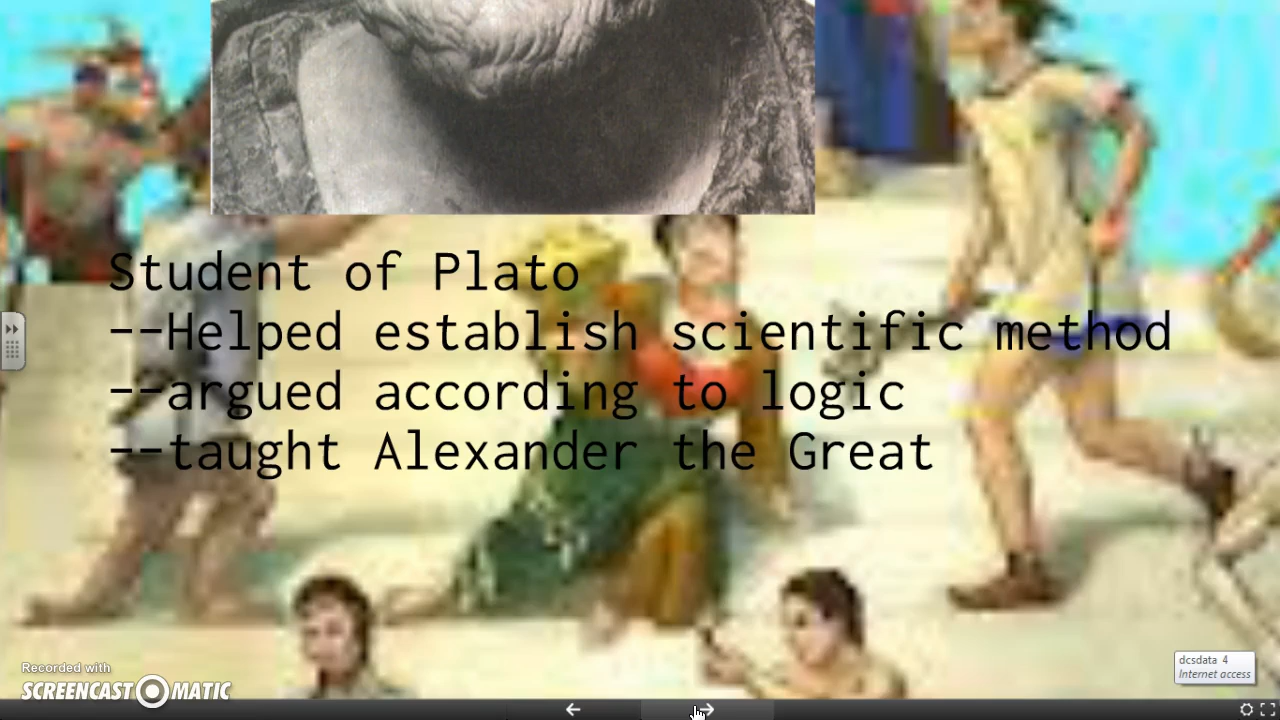 Student of Plato
--Helped establish scientific method
--argued according to logic
--taught Alexander the Great
Recorded with
SCREENCAST-O-MATIC
dcsdata 4
Internet access